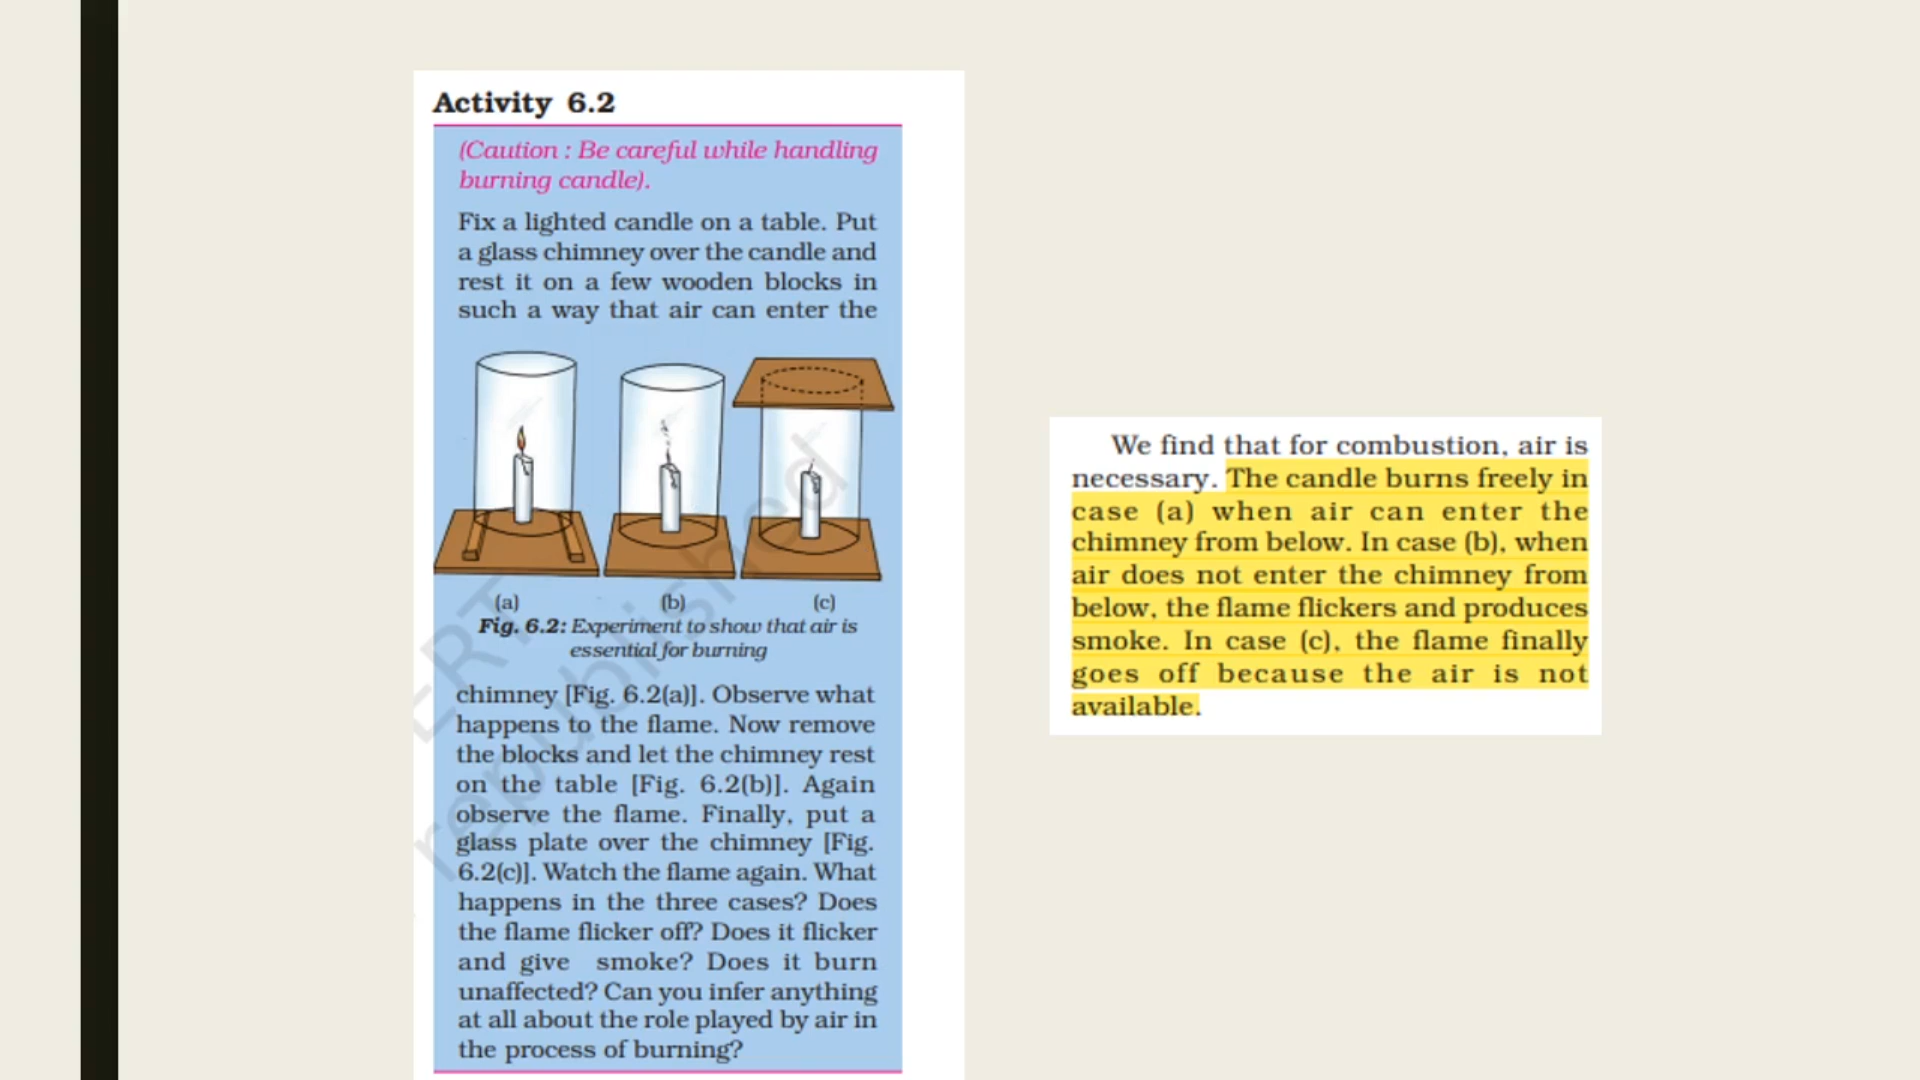 Activity 6.2
(Caution : Be careful while handling
burning candle).
Fix a lighted candle on a table. Put
a glass chimney over the candle and
rest it on a few wooden blocks in
such a way that air can enter the
(a) (b) (c)
Fig. 6.2: Experiment to show that air is
essential for burning
chimney [Fig. 6.2(a)]. Observe what
happens to the flame. Now remove
the blocks and let the chimney rest
on the table [Fig. 6.2(b)]. Again
observe the flame. Finally, put a
glass plate over the chimney [Fig.
6.2(c)]. Watch the flame again. What
happens in the three cases? Does
the flame flicker off? Does it flicker
and give smoke? Does it burn
unaffected? Can you infer anything
at all about the role played by air in
the process of burning?
We find that for combustion, air is
necessary. The candle burns freely in
case (a) when air can enter the
chimney from below. In case (b), when
air does not enter the chimney from
below, the flame flickers and produces
smoke. In case (c), the flame finally
goes off because the air is not
available.
republished